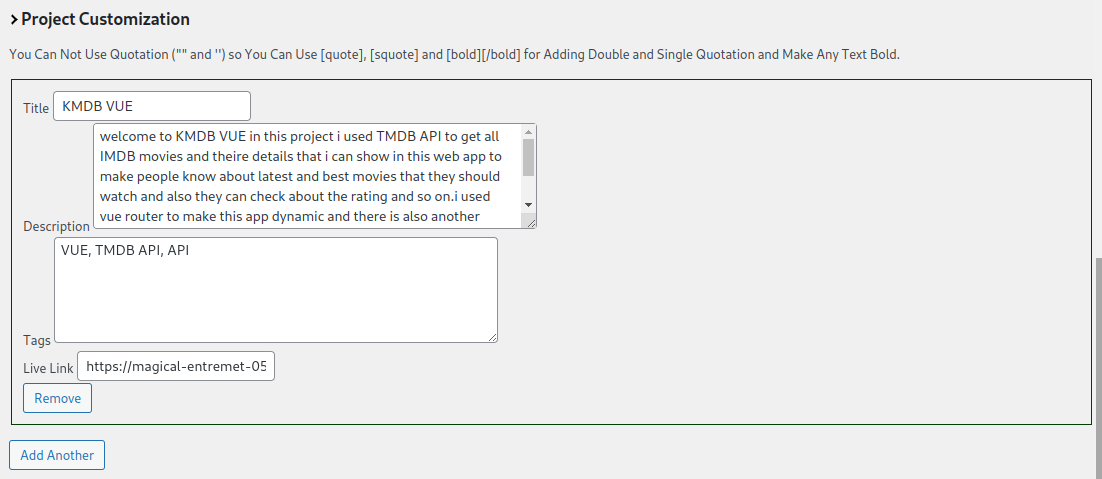 Project Customization
You Can Not Use Quotation ("" and '') so You Can Use [quote], [squote] and [bold][/bold] for Adding Double and Single Quotation and Make Any Text Bold.
Title KMDB VUE
welcome to KMDB VUE in this project i used TMDB API to get all
IMDB movies and theire details that i can show in this web app to
make people know about latest and best movies that they should
watch and also they can check about the rating and so on.i used
vue router to make this app dynamic and there is also another
Description
VUE, TMDB API, API
Tags
Live Link https://magical-entremet-05
Remove
Add Another